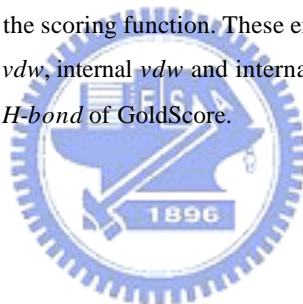 the scoring function. These e
vdw, internal vdw and interna
H-bond of GoldScore.
1896